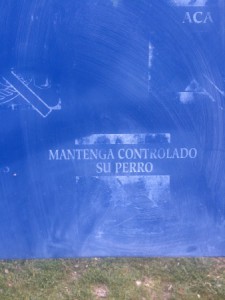 ACA
MANTENGA CONTROLADO
SU PERRO